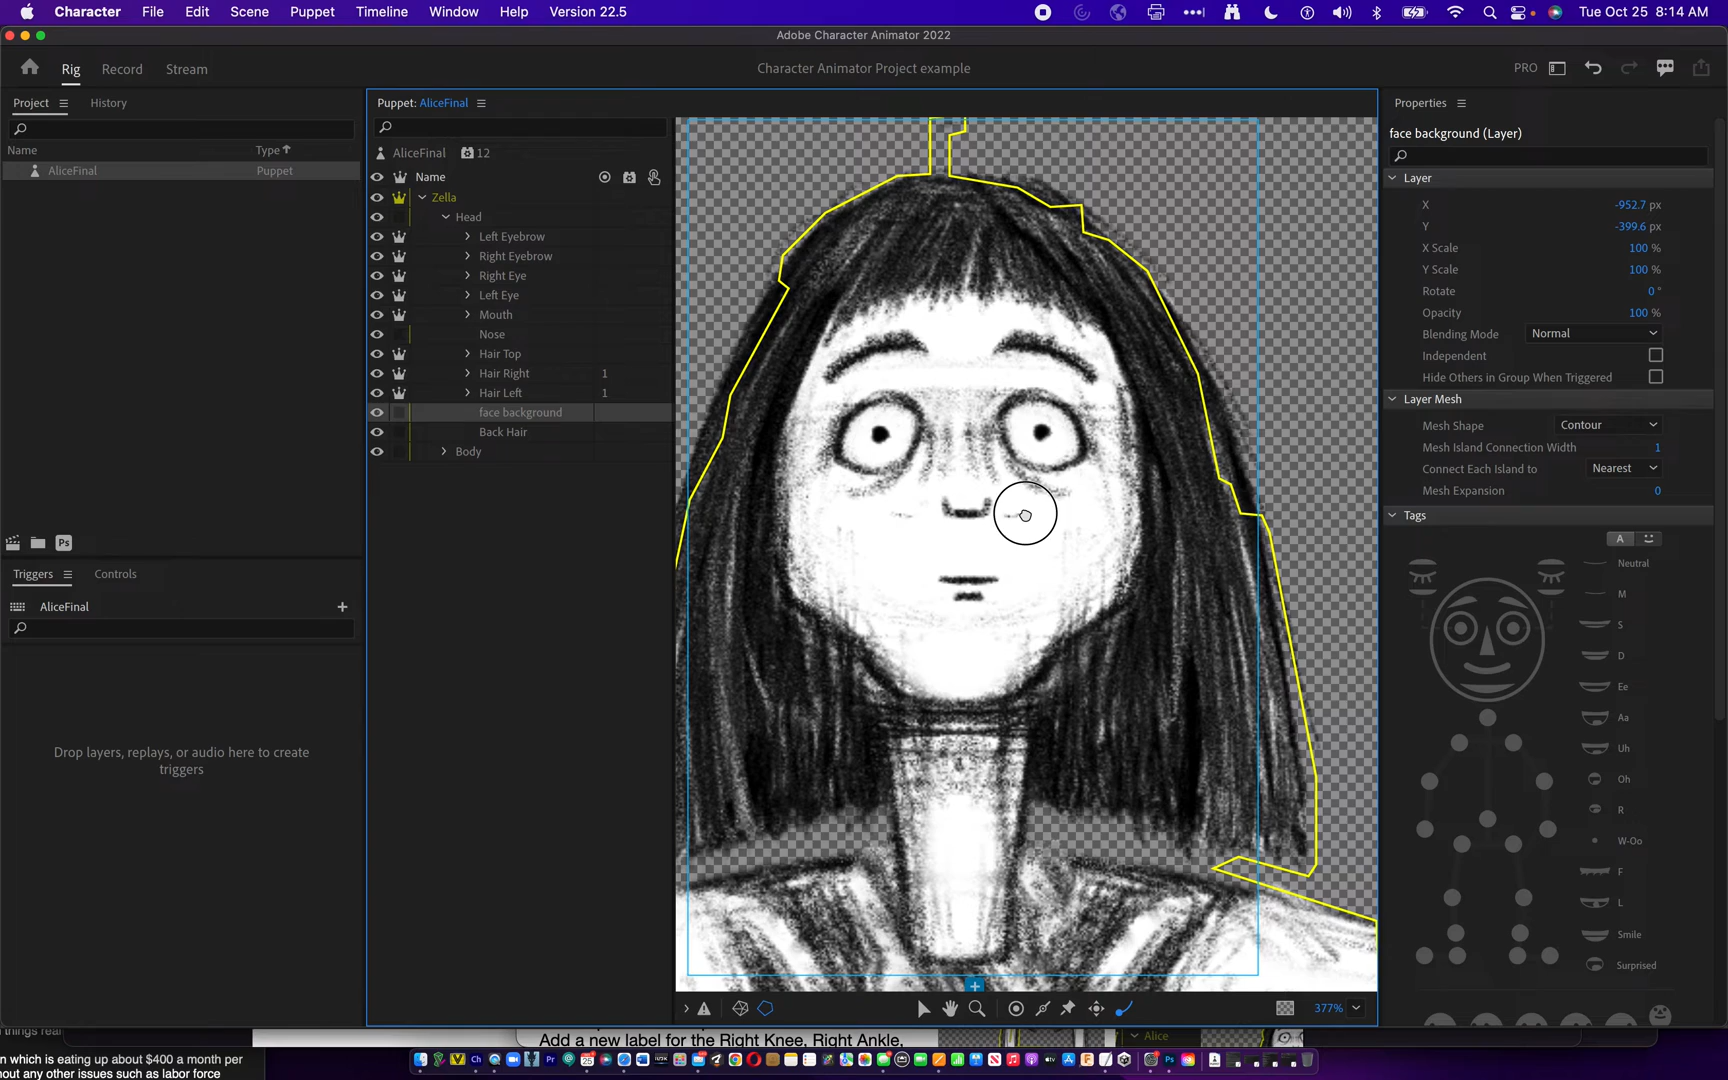 Character File Edit Scene Puppet Timeline Window Help Version 22.5 Tue Oct 25 8:14 AM
Adobe Character Animator 2022
Rig Record Stream Character Animator Project example PRO
Project History
Name Type
AliceFinal Puppet
Ps
Triggers Controls
AliceFinal
Drop layers, replays, or audio here to create
triggers
Puppet: AliceFinal
AliceFinal 12
Name
Zella
Head
Left Eyebrow
Right Eyebrow
Right Eye
Left Eye
Mouth
Nose
Hair Top
Hair Right 1
Hair Left 1
face background
Back Hair
Body
377%
Properties
face background (Layer)
Layer
X -952.7 px
Y -399.6 px
X Scale 100 %
Y Scale 100 %
Rotate 0 °
Opacity 100 %
Blending Mode Normal
Independent
Hide Others in Group When Triggered
Layer Mesh
Mesh Shape Contour
Mesh Island Connection Width 1
Connect Each Island to Nearest
Mesh Expansion 0
Tags
A
Neutral
M
S
D
Ee
Aa
Uh
Oh
R
W-Oo
F
L
Smile
Surprised
things real
n which is eating up about $400 a month per
hout any other issues such as labor force
Add a new label for the Right Knee, Right Ankle,
Alice